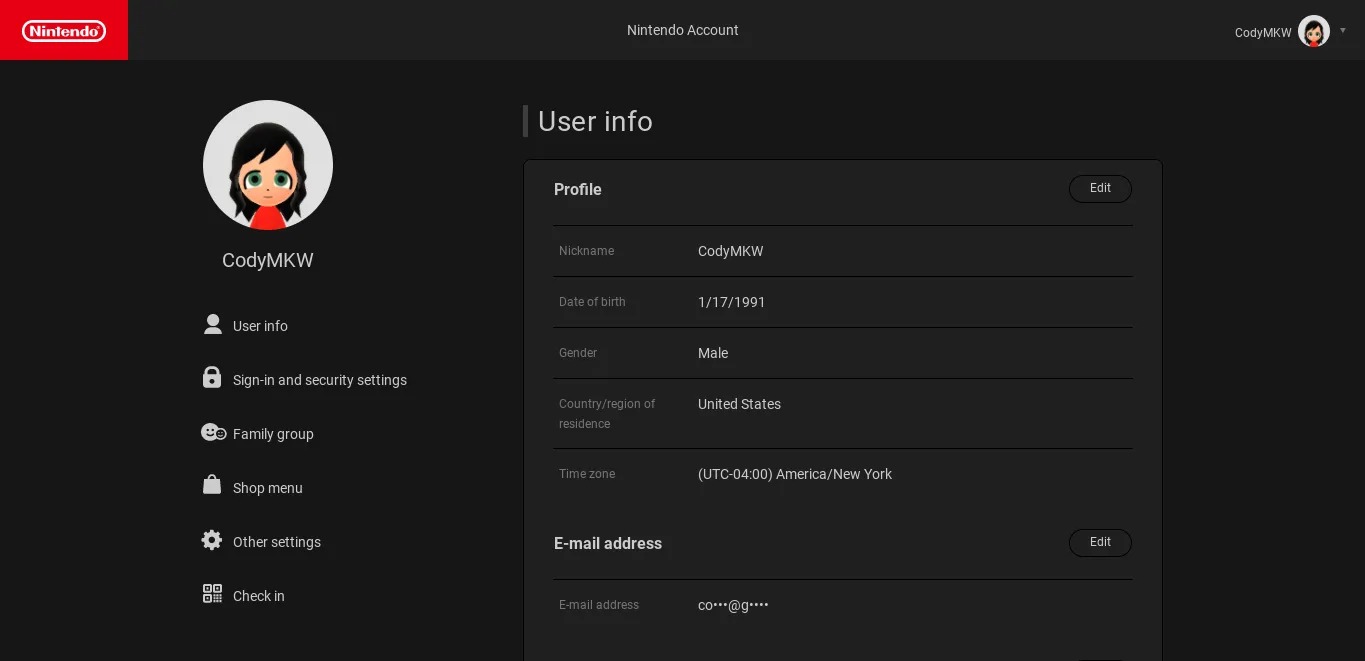 Nintendo
Nintendo Account
CodyMKW
CodyMKW
User info
Sign-in and security settings
Family group
Shop menu
Other settings
Check in
User info
Profile
Edit
Nickname
CodyMKW
Date of birth
1/17/1991
Gender
Male
Country/region of
residence
United States
Time zone
(UTC-04:00) America/New York
E-mail address
Edit
E-mail address
co•••@g••••